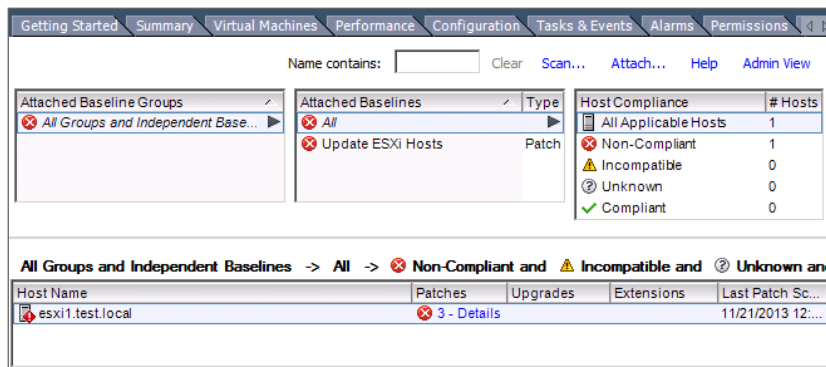 Getting Started Summary Virtual Machines Performance Configuration Tasks & Events Alarms Permissions
Name contains: Clear Scan... Attach... Help Admin View
Attached Baseline Groups
All Groups and Independent Base...
Attached Baselines Type
All
Update ESXi Hosts Patch
Host Compliance # Hosts
All Applicable Hosts 1
Non-Compliant 1
Incompatible 0
Unknown 0
Compliant 0
All Groups and Independent Baselines -> All -> Non-Compliant and Incompatible and Unknown an
Host Name Patches Upgrades Extensions Last Patch Sc...
esxi1.test.local 3 - Details 11/21/2013 12:...